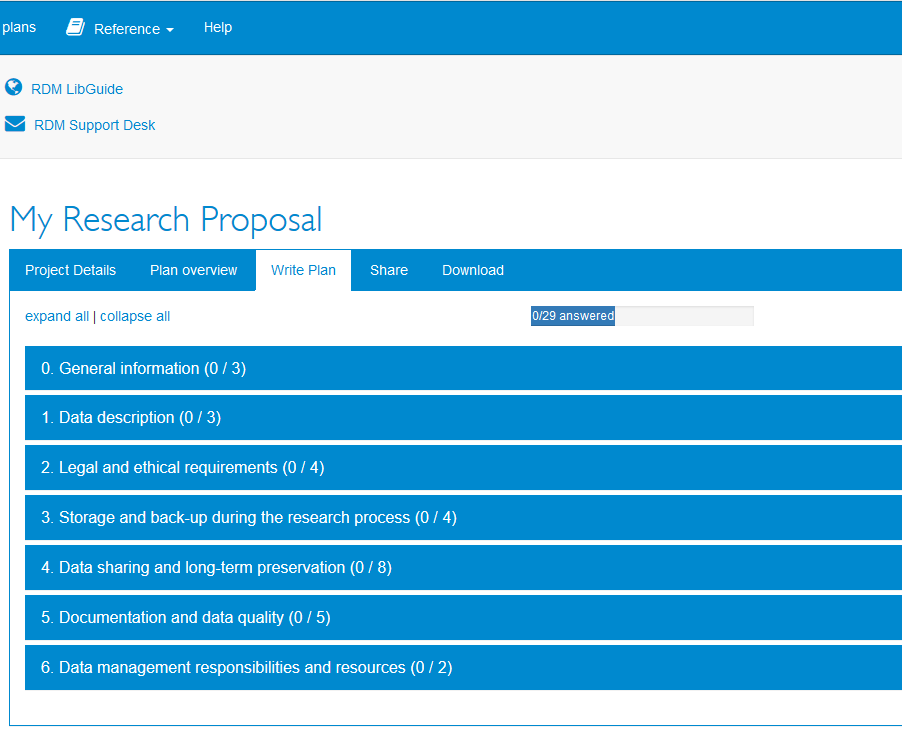 plans Reference Help
RDM LibGuide
RDM Support Desk
My Research Proposal
Project Details Plan overview Write Plan Share Download
expand all | collapse all 0/29 answered
0. General information (0 / 3)
1. Data description (0 / 3)
2. Legal and ethical requirements (0 / 4)
3. Storage and back-up during the research process (0 / 4)
4. Data sharing and long-term preservation (0 / 8)
5. Documentation and data quality (0 / 5)
6. Data management responsibilities and resources (0 / 2)